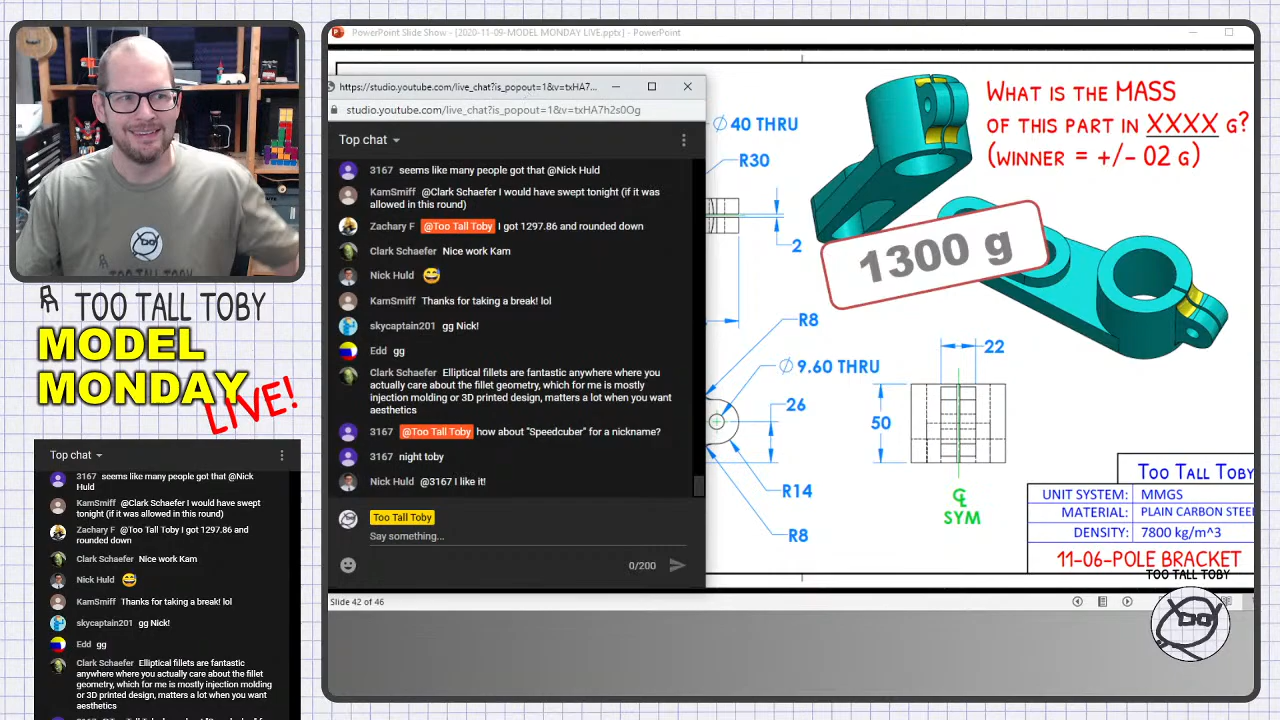 TOO TALL TOBY
MODEL
MONDAY
LIVE!
Top chat
3167 seems like many people got that @Nick
Huld
KamSmiff @Clark Schaefer I would have swept
tonight (if it was allowed in this round)
Zachary F @Too Tall Toby I got 1297.86 and
rounded down
Clark Schaefer Nice work Kam
Nick Huld 😅
KamSmiff Thanks for taking a break! lol
skycaptain201 gg Nick!
Edd gg
Clark Schaefer Elliptical fillets are fantastic
anywhere where you actually care about the fillet
geometry, which for me is mostly injection molding
or 3D printed design, matters a lot when you want
aesthetics
PowerPoint Slide Show - [2020-11-09-MODEL MONDAY LIVE.pptx] - PowerPoint
https://studio.youtube.com/live_chat?is_popout=1&v=txHA7...
studio.youtube.com/live_chat?is_popout=1&v=txHA7h2s0Og
Top chat
3167 seems like many people got that @Nick Huld
KamSmiff @Clark Schaefer I would have swept tonight (if it was
allowed in this round)
Zachary F @Too Tall Toby I got 1297.86 and rounded down
Clark Schaefer Nice work Kam
Nick Huld 😅
KamSmiff Thanks for taking a break! lol
skycaptain201 gg Nick!
Edd gg
Clark Schaefer Elliptical fillets are fantastic anywhere where you
actually care about the fillet geometry, which for me is mostly
injection molding or 3D printed design, matters a lot when you want
aesthetics
3167 @Too Tall Toby how about "Speedcuber" for a nickname?
3167 night toby
Nick Huld @3167 I like it!
Too Tall Toby
Say something...
0/200
Ø 40 THRU
R30
2
R8
Ø 9.60 THRU
26
R14
R8
22
50
CL
SYM
WHAT IS THE MASS
OF THIS PART IN XXXX G?
(WINNER = +/- 02 G)
1300 g
TOO TALL TOBY
UNIT SYSTEM: MMGS
MATERIAL: PLAIN CARBON STEE
DENSITY: 7800 kg/m^3
11-06-POLE BRACKET
TOO TALL TOBY
Slide 42 of 46